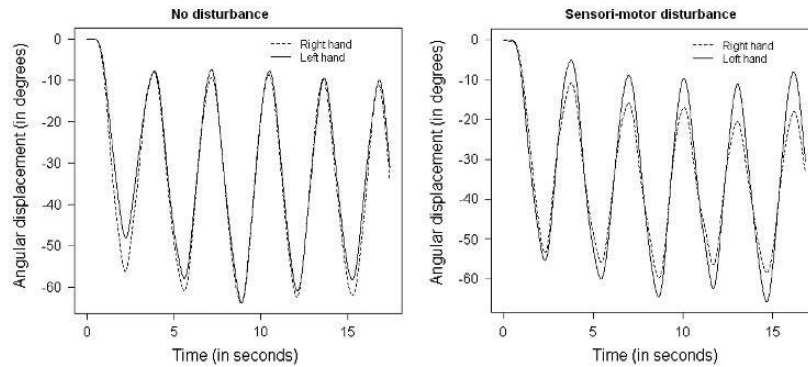 No disturbance
Right hand
Left hand
0
-10
-20
-30
-40
-50
-60
Angular displacement (in degrees)
0 5 10 15
Time (in seconds)
Sensori-motor disturbance
Right hand
Left hand
0
-10
-20
-30
-40
-50
-60
Angular displacement (in degrees)
0 5 10 15
Time (in seconds)